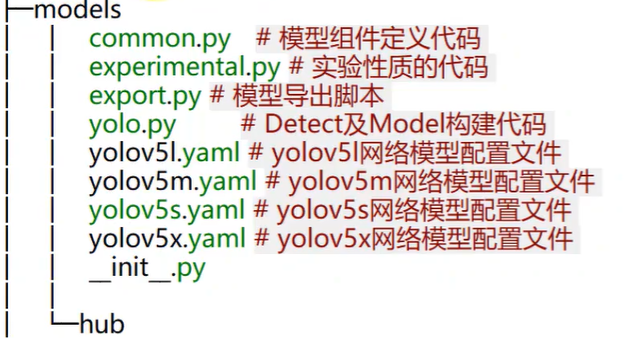 ├─models
│  │  common.py # 模型组件定义代码
│  │  experimental.py # 实验性质的代码
│  │  export.py # 模型导出脚本
│  │  yolo.py # Detect及Model构建代码
│  │  yolov5l.yaml # yolov5l网络模型配置文件
│  │  yolov5m.yaml # yolov5m网络模型配置文件
│  │  yolov5s.yaml # yolov5s网络模型配置文件
│  │  yolov5x.yaml # yolov5x网络模型配置文件
│  │  __init__.py
│  │
│  └─hub